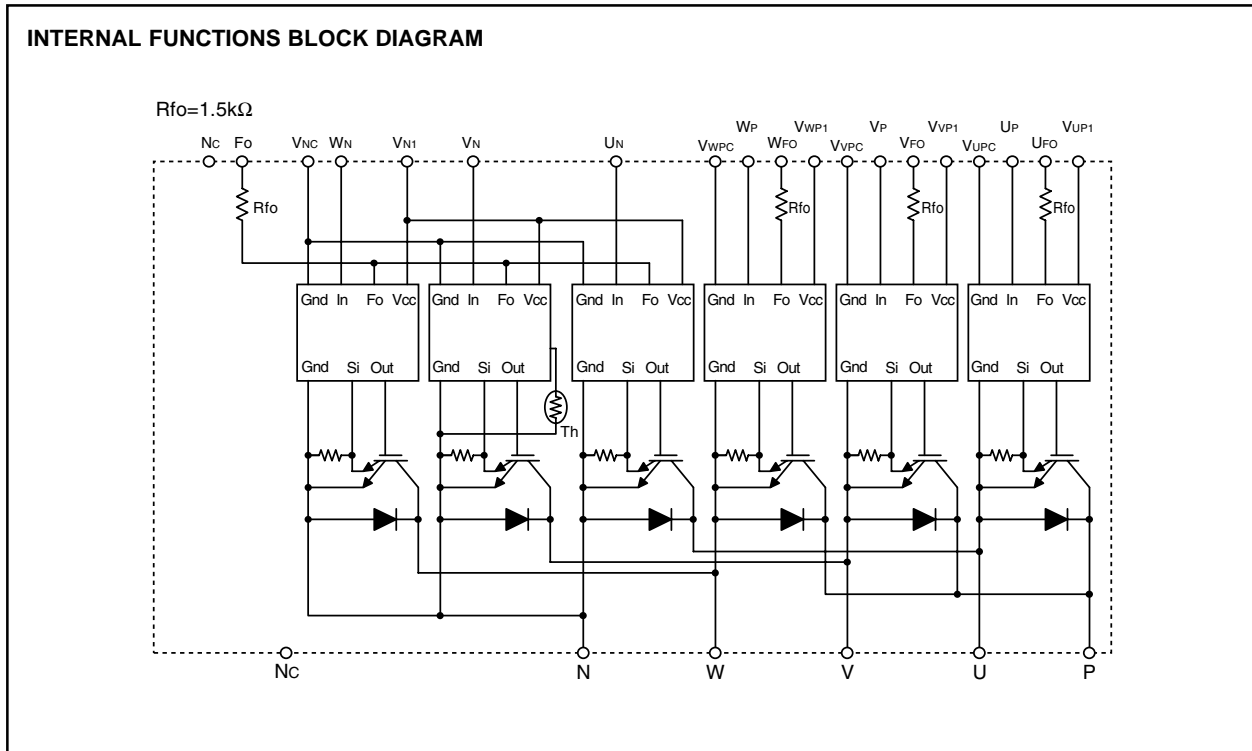 INTERNAL FUNCTIONS BLOCK DIAGRAM
Rfo=1.5kΩ
WP VWP1 VP VVP1 UP VUP1
NC FO VNC WN VN1 VN UN VWPC WFO VVPC VFO VUPC UFO
Rfo Rfo Rfo Rfo
Gnd In Fo Vcc Gnd In Fo Vcc Gnd In Fo Vcc Gnd In Fo Vcc Gnd In Fo Vcc Gnd In Fo Vcc
Gnd Si Out Gnd Si Out Gnd Si Out Gnd Si Out Gnd Si Out Gnd Si Out
Th
NC N W V U P